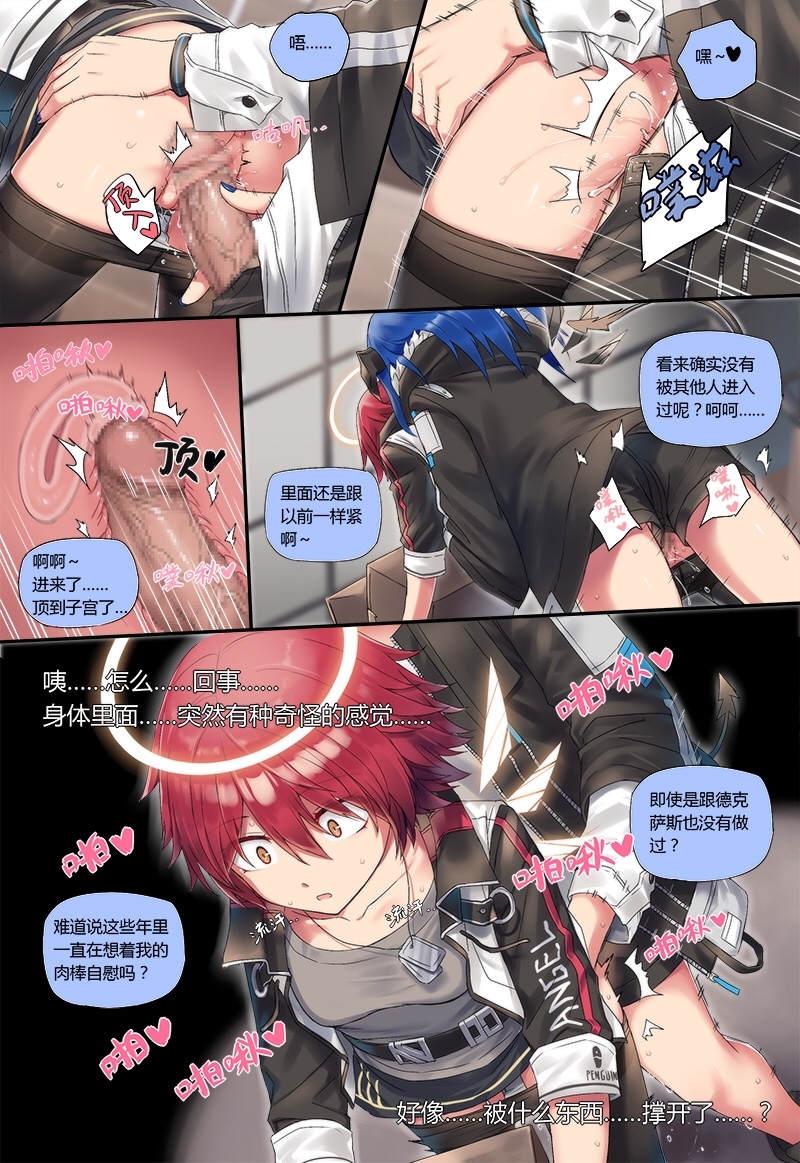 唔……
咕叽..
顶入♥
嘿~♥
噗滋
啪啾♥
啪啾♥
顶♥
噗啾♥
啊啊~
进来了……
顶到子宫了…
看来确实没有
被其他人进入
过呢？呵呵……
里面还是跟
以前一样紧
啊~
噗啾♥
噗啾♥
咦……怎么……回事……
身体里面……突然有种奇怪的感觉……
啪啾♥
即使是跟德克
萨斯也没有做
过？
啪♥
啪啾♥
难道说这些年里
一直在想着我的
肉棒自慰吗？
流汗…
流汗…
啪啾♥
ANGEL
啪♥
啪啾♥
PENGUIN
好像……被什么东西……撑开了……？